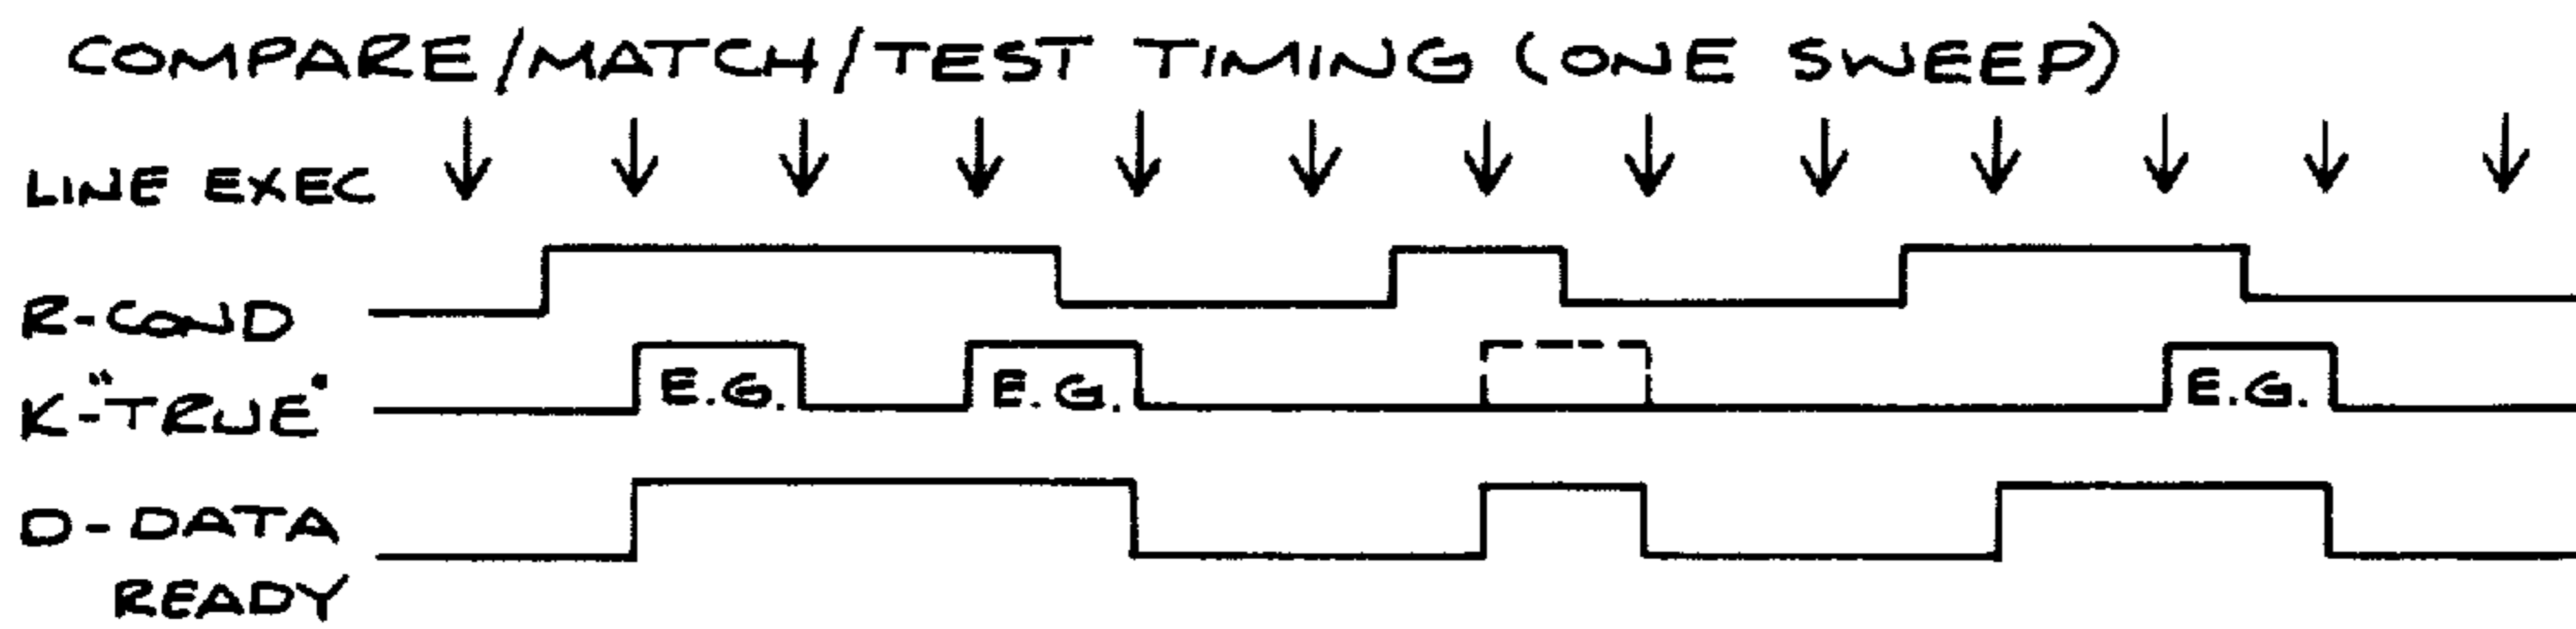 COMPARE/MATCH/TEST TIMING (ONE SWEEP)
LINE EXEC
R-COND
K-"TRUE"
E.G. E.G. E.G.
D-DATA
READY